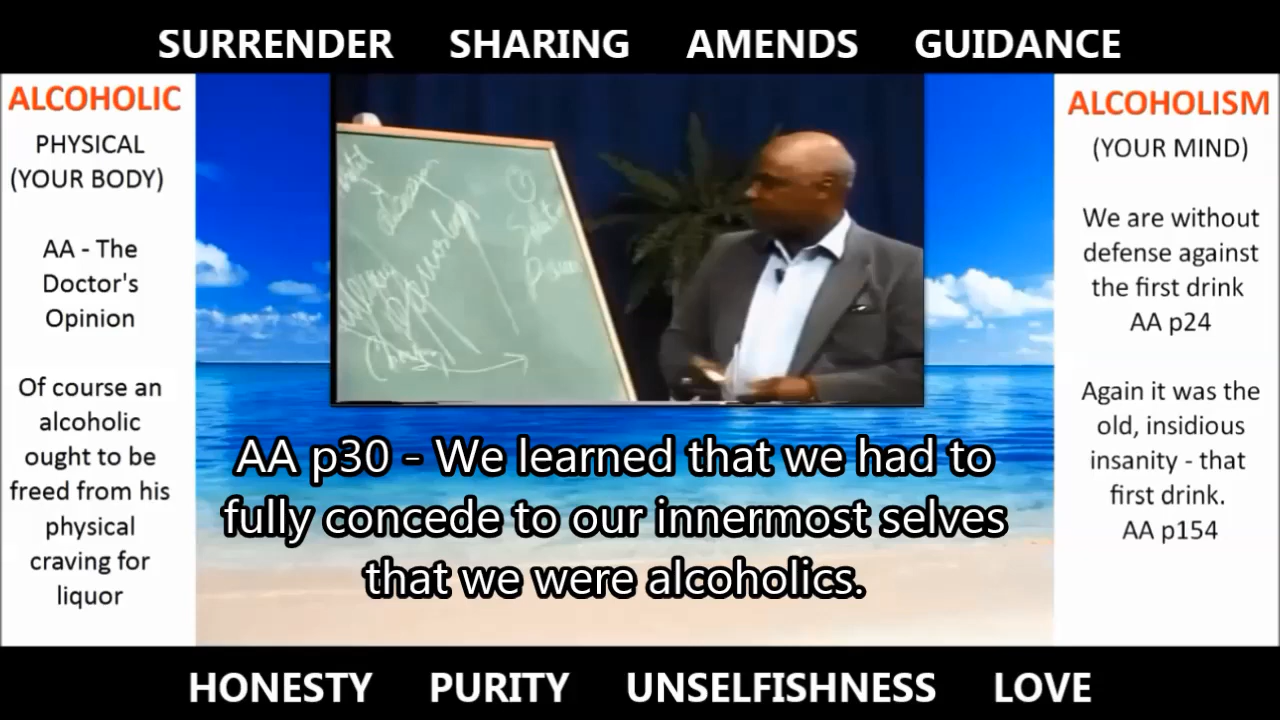 SURRENDER SHARING AMENDS GUIDANCE
ALCOHOLIC
PHYSICAL
(YOUR BODY)
AA - The
Doctor's
Opinion
Of course an
alcoholic
ought to be
freed from his
physical
craving for
liquor
AA p30 - We learned that we had to
fully concede to our innermost selves
that we were alcoholics.
ALCOHOLISM
(YOUR MIND)
We are without
defense against
the first drink
AA p24
Again it was the
old, insidious
insanity - that
first drink.
AA p154
HONESTY PURITY UNSELFISHNESS LOVE